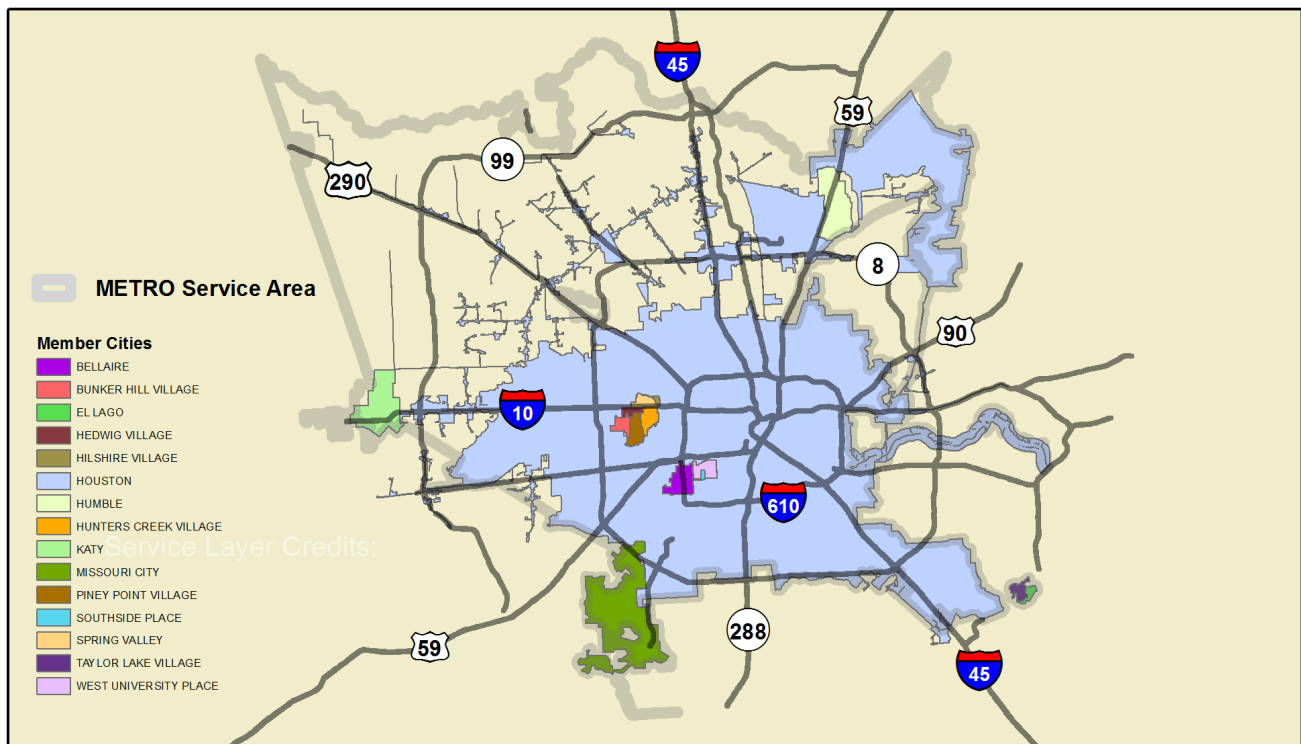 45
59
99
290
8
METRO Service Area
90
Member Cities
BELLAIRE
BUNKER HILL VILLAGE
EL LAGO
HEDWIG VILLAGE
HILSHIRE VILLAGE
HOUSTON
HUMBLE
HUNTERS CREEK VILLAGE
KATY
Service Layer Credits:
MISSOURI CITY
PINEY POINT VILLAGE
SOUTHSIDE PLACE
SPRING VALLEY
TAYLOR LAKE VILLAGE
WEST UNIVERSITY PLACE
10
610
288
59
45